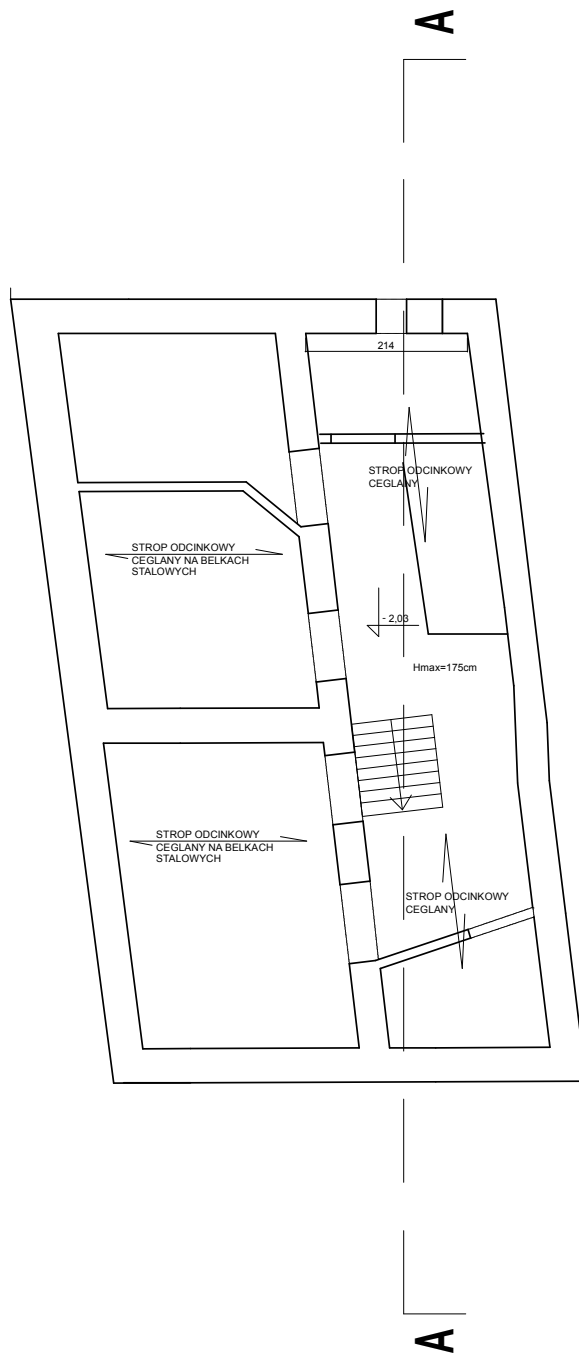 A
214
STROP ODCINKOWY
CEGLANY
STROP ODCINKOWY
CEGLANY NA BELKACH
STALOWYCH
- 2,03
Hmax=175cm
STROP ODCINKOWY
CEGLANY NA BELKACH
STALOWYCH
STROP ODCINKOWY
CEGLANY
A